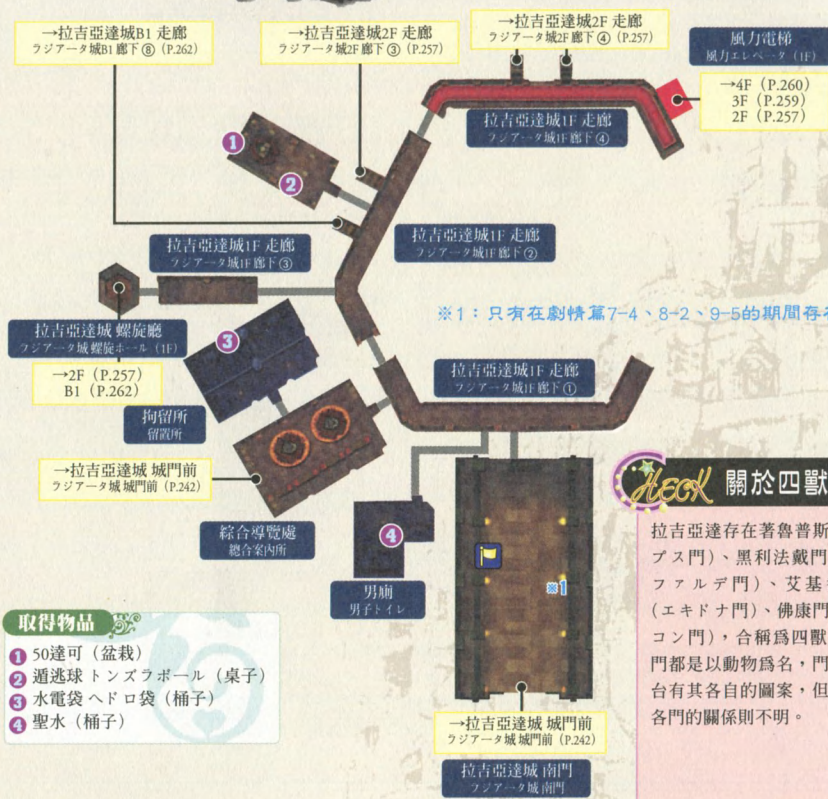 →拉吉亞達城B1 走廊
ラジアータ城B1 廊下⑧ (P.262)
→拉吉亞達城2F 走廊
ラジアータ城2F 廊下③ (P.257)
→拉吉亞達城2F 走廊
ラジアータ城2F 廊下④ (P.257)
風力電梯
風力エレベータ (1F)
→4F (P.260)
3F (P.259)
2F (P.257)
拉吉亞達城1F 走廊
ラジアータ城1F 廊下④
1
2
拉吉亞達城1F 走廊
ラジアータ城1F 廊下③
拉吉亞達城1F 走廊
ラジアータ城1F 廊下②
拉吉亞達城 螺旋廳
ラジアータ城 螺旋ホール (1F)
→2F (P.257)
B1 (P.262)
3
※1：只有在劇情篇7-4、8-2、9-5的期間存
拉吉亞達城1F 走廊
ラジアータ城1F 廊下①
拘留所
留置所
→拉吉亞達城 城門前
ラジアータ城 城門前 (P.242)
綜合導覽處
總合案内所
4
男廁
男子トイレ
※1
→拉吉亞達城 城門前
ラジアータ城 城門前 (P.242)
拉吉亞達城 南門
ラジアータ城 南門
取得物品
1 50達可（盆栽）
2 遁逃球 トンズラボール（桌子）
3 水電袋 ヘドロ袋（桶子）
4 聖水（桶子）
HECK 關於四獸
拉吉亞達存在著魯普斯
プス門)、黑利法戴門
ファルデ門)、艾基
(エキドナ門)、佛康門
コン門)，合稱爲四獸
門都是以動物爲名，門
台有其各自的圖案，但
各門的關係則不明。